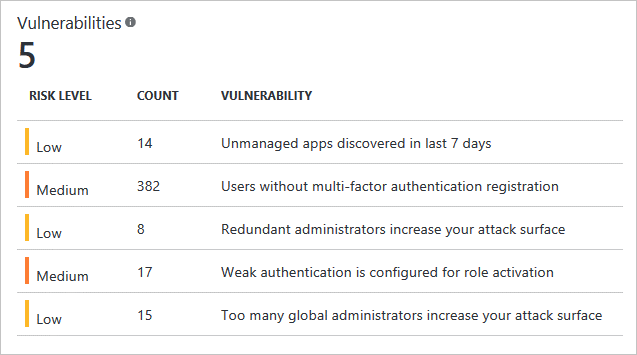 Vulnerabilities
5
RISK LEVEL COUNT VULNERABILITY
Low 14 Unmanaged apps discovered in last 7 days
Medium 382 Users without multi-factor authentication registration
Low 8 Redundant administrators increase your attack surface
Medium 17 Weak authentication is configured for role activation
Low 15 Too many global administrators increase your attack surface